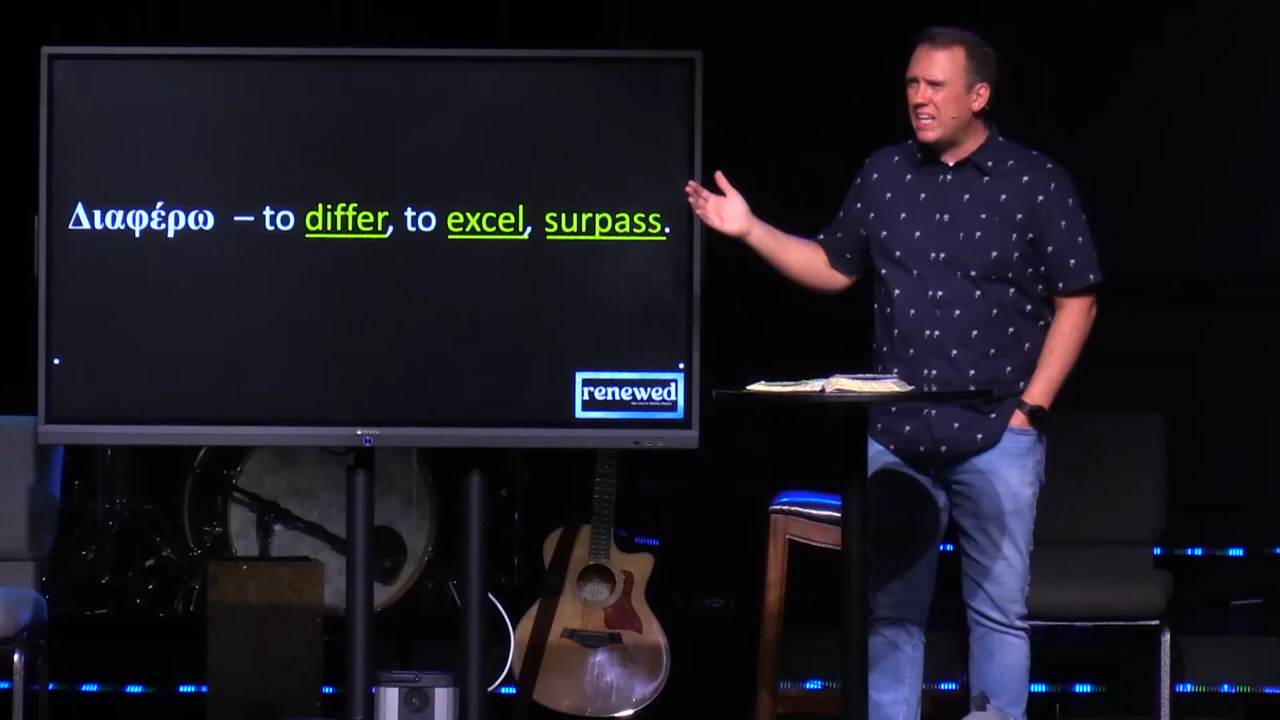 Διαφέρω – to differ, to excel, surpass.
renewed